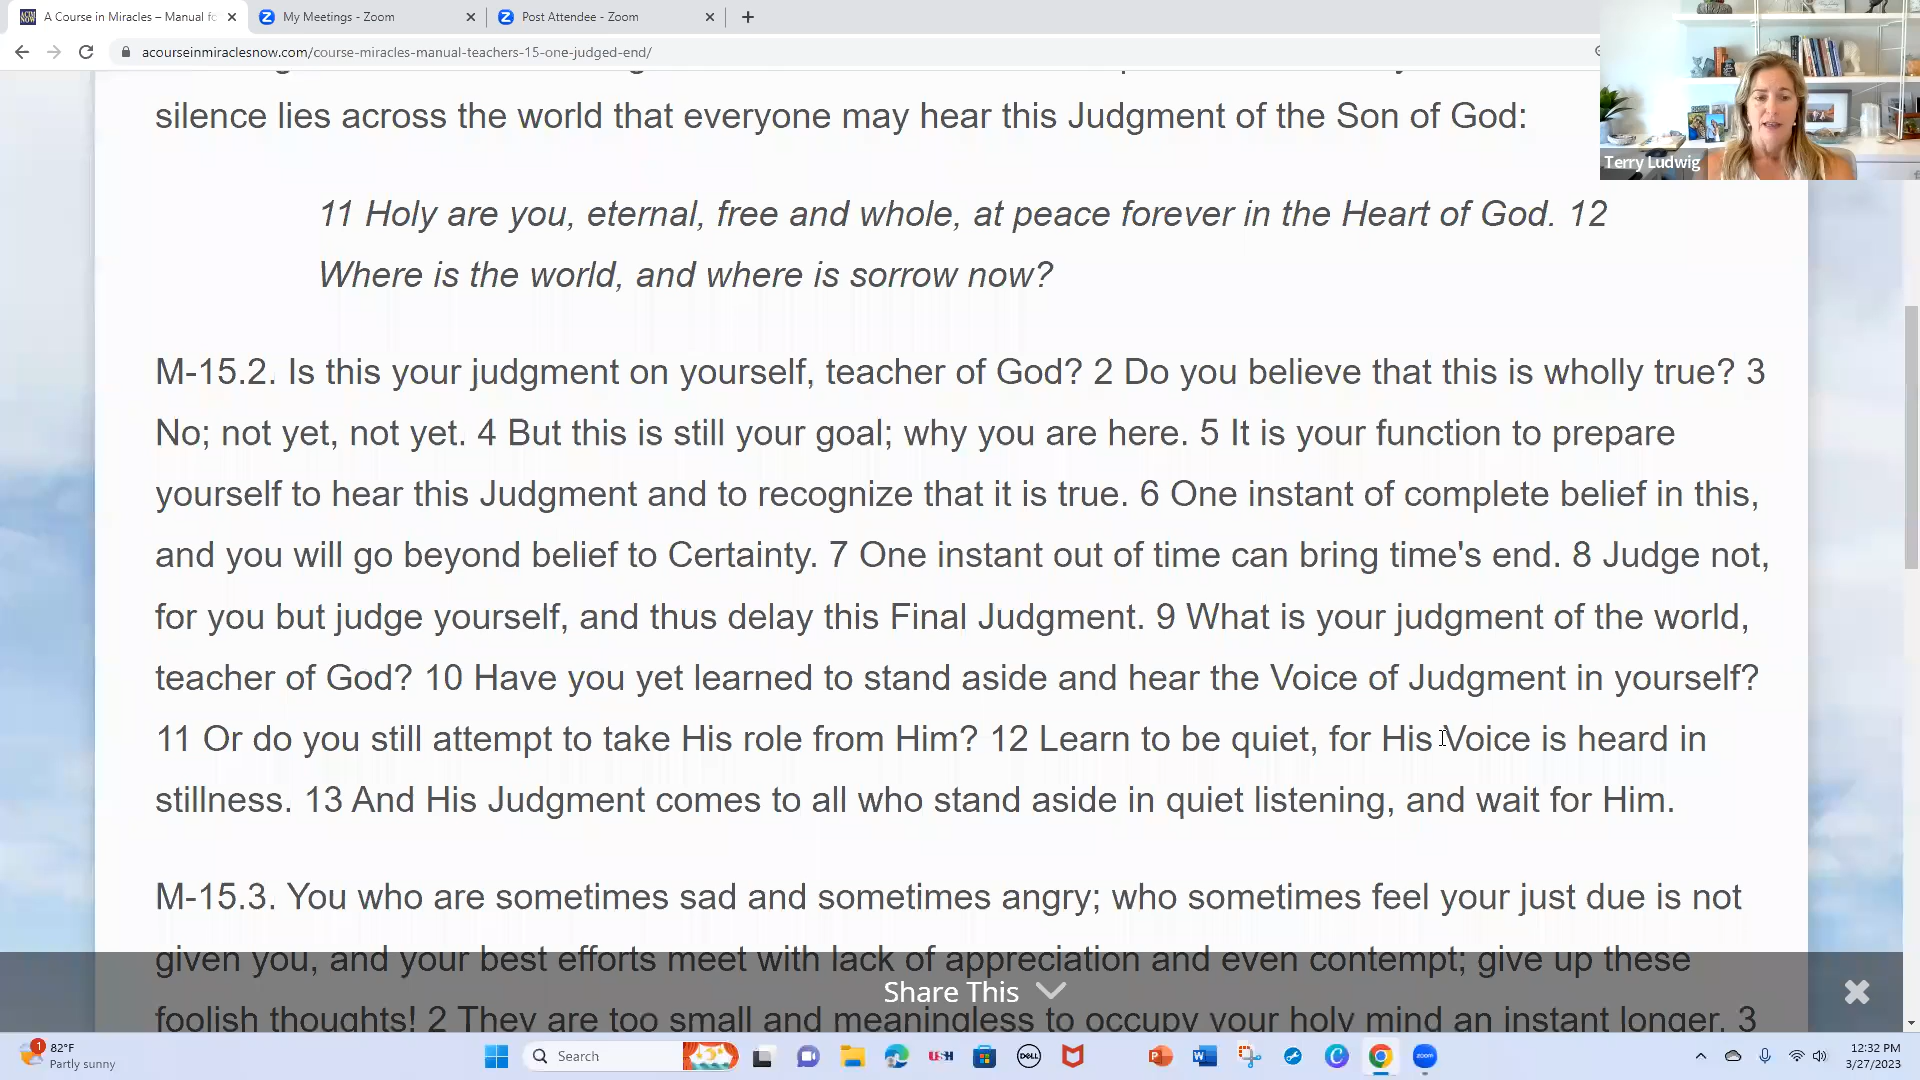 A Course in Miracles – Manual fo
My Meetings - Zoom
Post Attendee - Zoom
acourseinmiraclesnow.com/course-miracles-manual-teachers-15-one-judged-end/
silence lies across the world that everyone may hear this Judgment of the Son of God:
Terry Ludwig
11 Holy are you, eternal, free and whole, at peace forever in the Heart of God. 12
Where is the world, and where is sorrow now?
M-15.2. Is this your judgment on yourself, teacher of God? 2 Do you believe that this is wholly true? 3
No; not yet, not yet. 4 But this is still your goal; why you are here. 5 It is your function to prepare
yourself to hear this Judgment and to recognize that it is true. 6 One instant of complete belief in this,
and you will go beyond belief to Certainty. 7 One instant out of time can bring time's end. 8 Judge not,
for you but judge yourself, and thus delay this Final Judgment. 9 What is your judgment of the world,
teacher of God? 10 Have you yet learned to stand aside and hear the Voice of Judgment in yourself?
11 Or do you still attempt to take His role from Him? 12 Learn to be quiet, for His Voice is heard in
stillness. 13 And His Judgment comes to all who stand aside in quiet listening, and wait for Him.
M-15.3. You who are sometimes sad and sometimes angry; who sometimes feel your just due is not
given you, and your best efforts meet with lack of appreciation and even contempt; give up these
Share This
foolish thoughts! 2 They are too small and meaningless to occupy your holy mind an instant longer. 3
1
82°F
Partly sunny
Search
USH
DELL
zoom
12:32 PM
3/27/2023